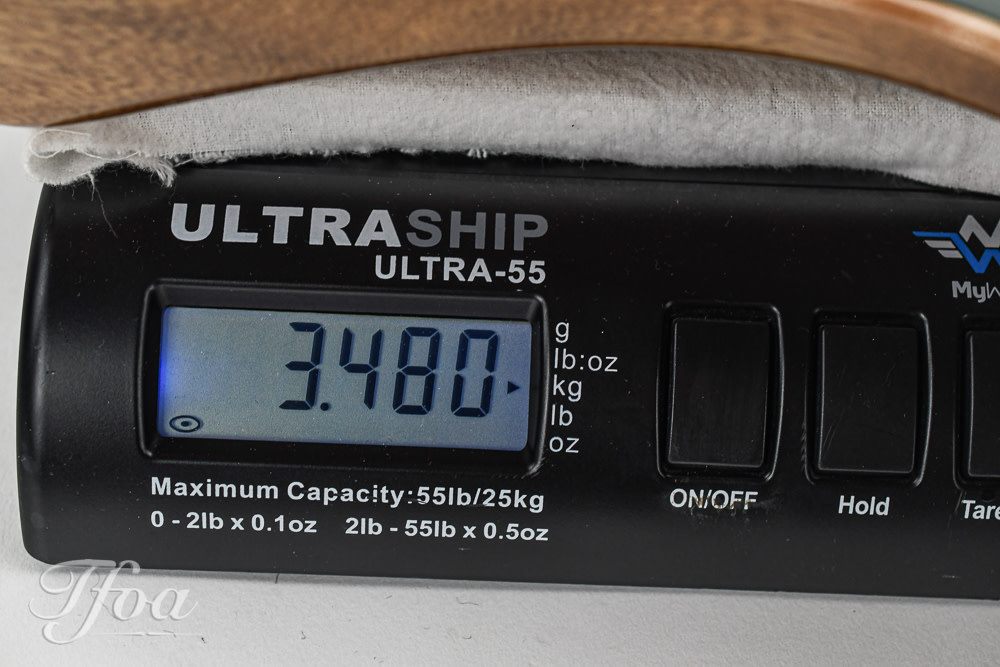 ULTRASHIP
ULTRA-55
3.480
g
lb:oz
kg
lb
oz
Maximum Capacity:55lb/25kg
0 - 2lb x 0.1oz 2lb - 55lb x 0.5oz
ON/OFF
Hold
Tare
My
Tfoa